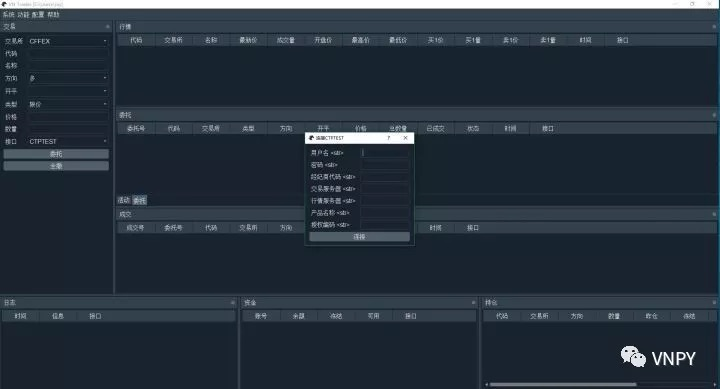 VN Trader
系统 功能 配置 帮助
交易
交易所 CFFEX
代码
名称
方向 多
开平
类型 限价
价格
数量
接口 CTPTEST
委托
全撤
行情
代码 交易所 名称 最新价 成交量 开盘价 最高价 最低价 买1价 买1量 卖1价 卖1量 时间 接口
委托
委托号 代码 交易所 类型 方向 开平 价格 总数量 已成交 状态 时间 接口
活动 委托
成交
成交号 委托号 代码 交易所 方向 时间 接口
连接CTPTEST
用户名 <str>
密码 <str>
经纪商代码 <str>
交易服务器 <str>
行情服务器 <str>
产品名称 <str>
授权编码 <str>
连接
日志
时间 信息 接口
资金
账号 余额 冻结 可用 接口
持仓
代码 交易所 方向 数量 昨仓 冻结
VNPY